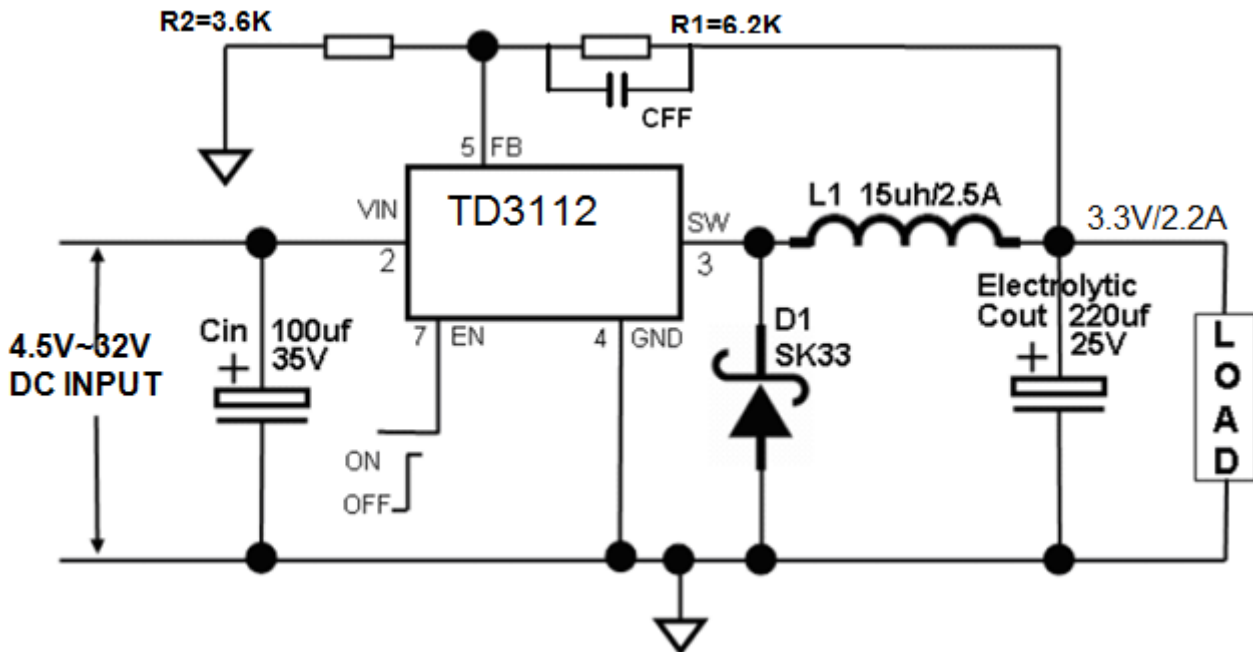 R2=3.6K
R1=6.2K
CFF
5 FB
TD3112
VIN
2
SW
3
L1 15uh/2.5A
3.3V/2.2A
7 EN
4 GND
4.5V~32V
DC INPUT
Cin 100uf
+ 35V
D1
SK33
Electrolytic
Cout 220uf
+ 25V
LOAD
ON
OFF